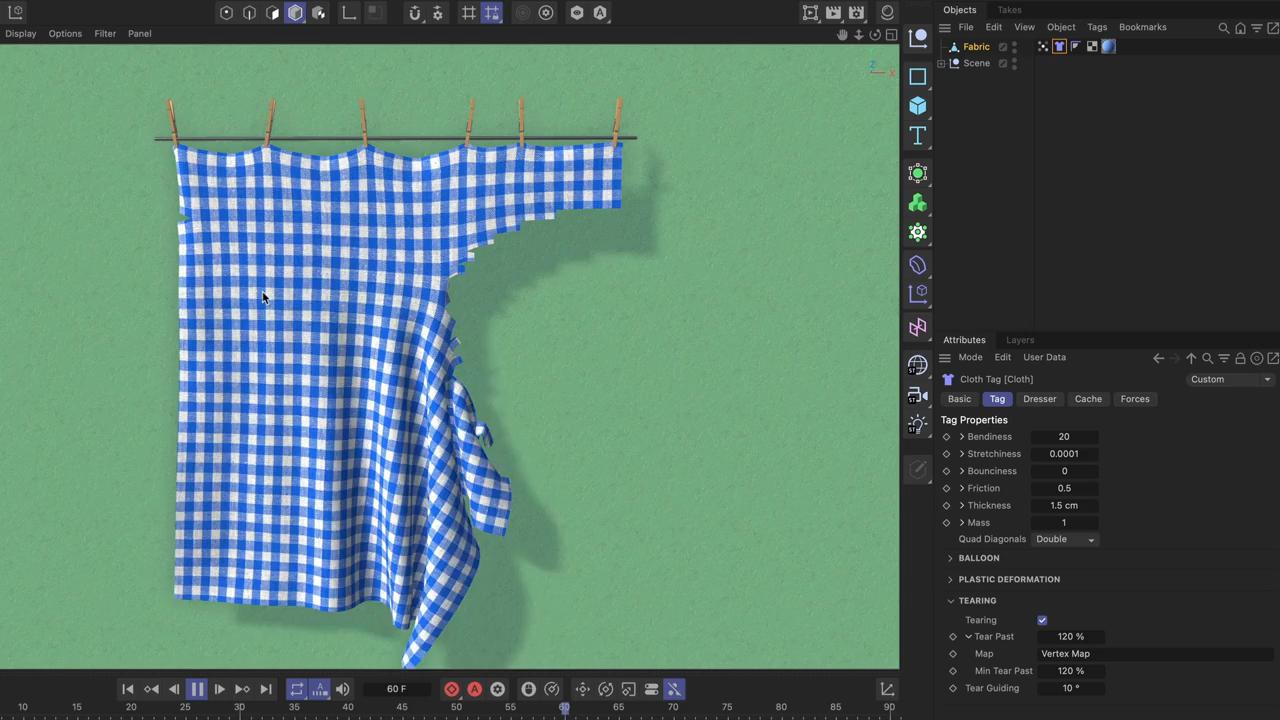 Objects Takes
File Edit View Object Tags Bookmarks
Display Options Filter Panel
Z
X
Fabric
Scene
T
ST
ST
ST
Attributes Layers
Mode Edit User Data
Cloth Tag [Cloth] Custom
Basic Tag Dresser Cache Forces
Tag Properties
Bendiness 20
Stretchiness 0.0001
Bounciness 0
Friction 0.5
Thickness 1.5 cm
Mass 1
Quad Diagonals Double
BALLOON
PLASTIC DEFORMATION
TEARING
Tearing
Tear Past 120 %
Map Vertex Map
Min Tear Past 120 %
Tear Guiding 10 °
60 F
10 15 20 25 30 35 40 45 50 55 60 65 70 75 80 85 90